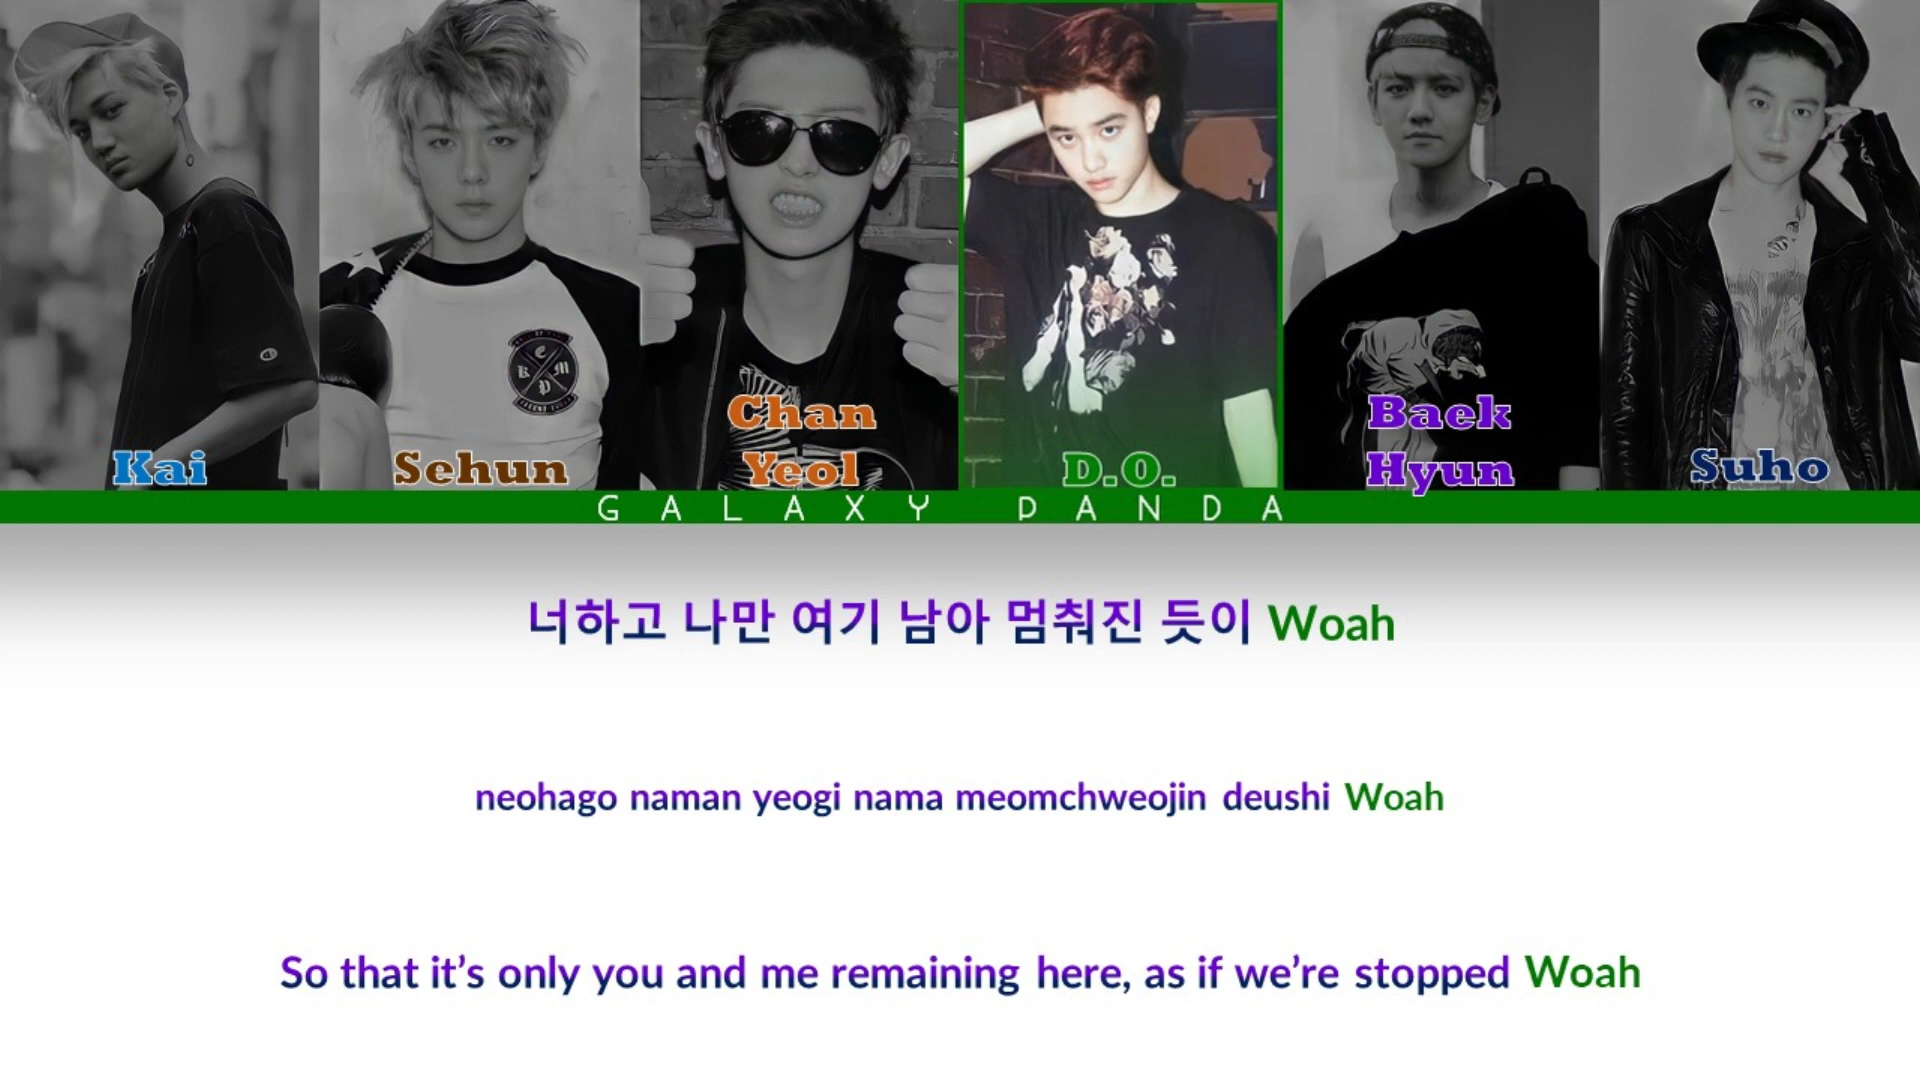 Kai
Sehun
Chan
Yeol
D.O.
Baek
Hyun
Suho
GALAXY PANDA
너하고 나만 여기 남아 멈춰진 듯이 Woah
neohago naman yeogi nama meomchweojin deushi Woah
So that it's only you and me remaining here, as if we're stopped Woah